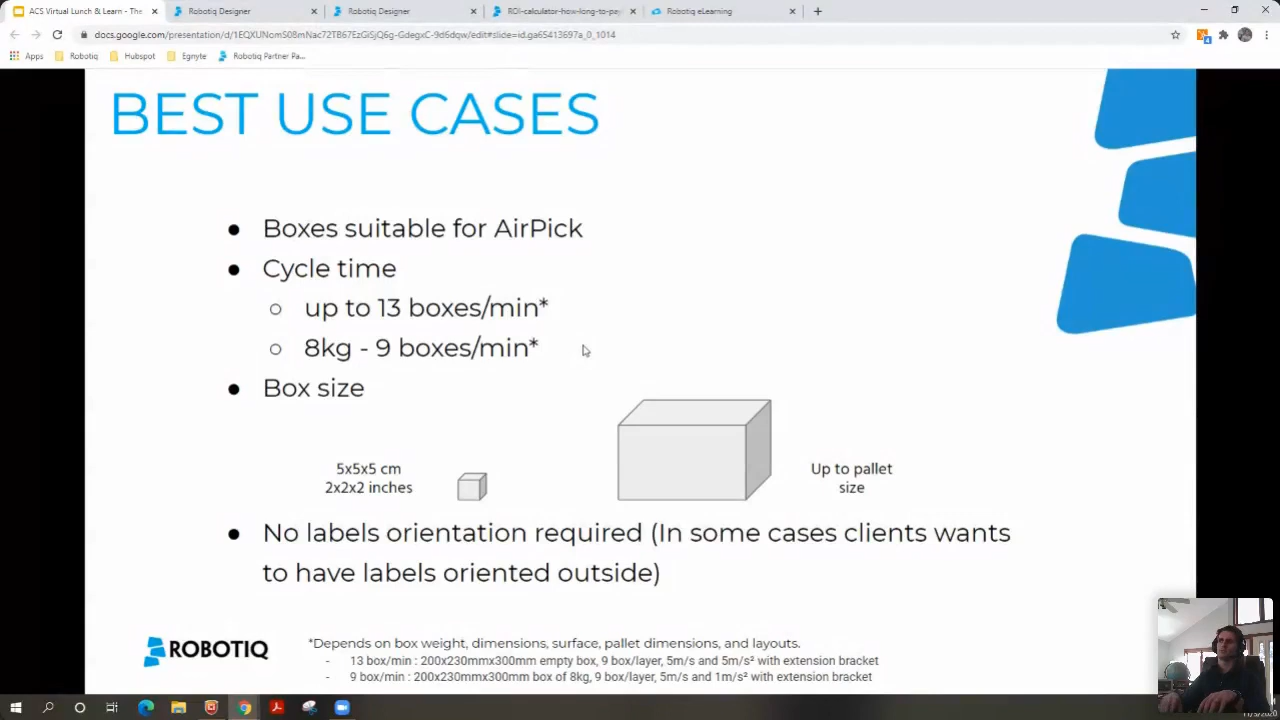 ACS Virtual Lunch & Learn - The
Robotiq Designer
Robotiq Designer
ROI-calculator-how-long-to-pay
Robotiq eLearning
docs.google.com/presentation/d/1EQXUNomS08mNac72TB67EzGiSjQ6g-GdegxC-9d6dqw/edit#slide=id.ga65413697a_0_1014
Apps
Robotiq
Hubspot
Egnyte
Robotiq Partner Pa...
BEST USE CASES
● Boxes suitable for AirPick
● Cycle time
○ up to 13 boxes/min*
○ 8kg - 9 boxes/min*
● Box size
5x5x5 cm
2x2x2 inches
Up to pallet
size
● No labels orientation required (In some cases clients wants
to have labels oriented outside)
ROBOTIQ
*Depends on box weight, dimensions, surface, pallet dimensions, and layouts.
- 13 box/min : 200x230mmx300mm empty box, 9 box/layer, 5m/s and 5m/s² with extension bracket
- 9 box/min : 200x230mmx300mm box of 8kg, 9 box/layer, 5m/s and 1m/s² with extension bracket